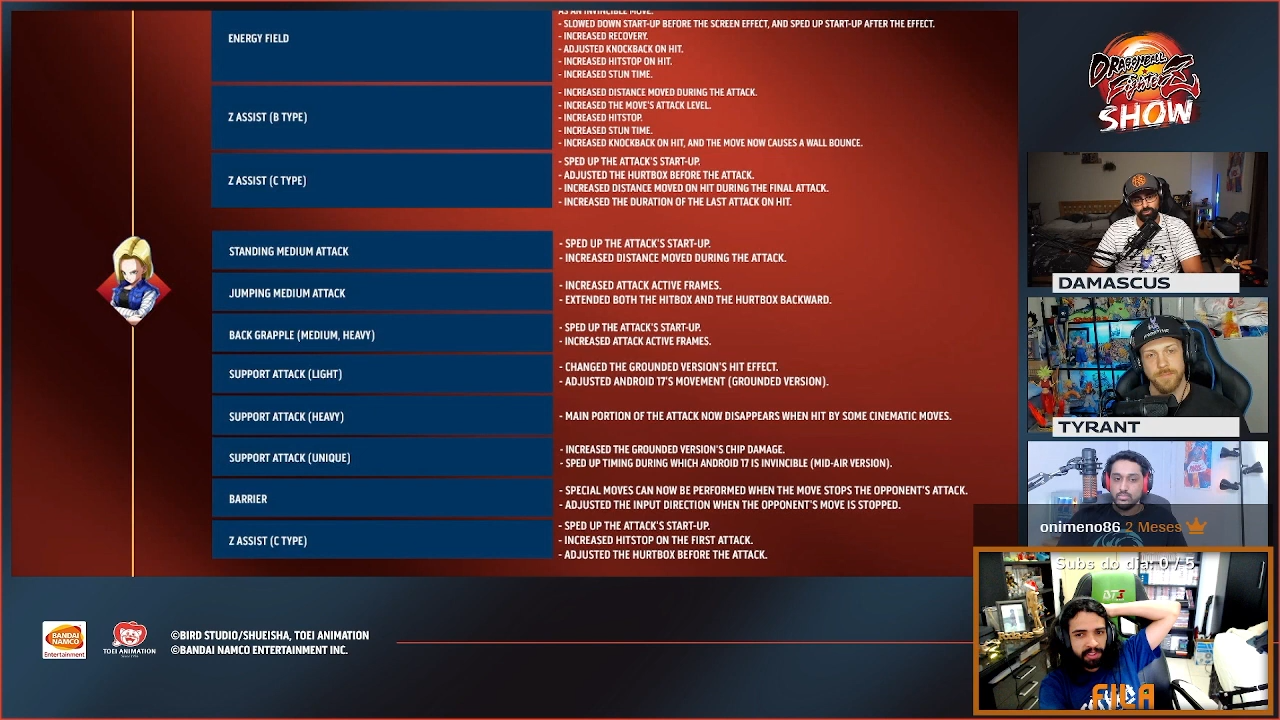 AS AN INVINCIBLE MOVE.
ENERGY FIELD
- SLOWED DOWN START-UP BEFORE THE SCREEN EFFECT, AND SPED UP START-UP AFTER THE EFFECT.
- INCREASED RECOVERY.
- ADJUSTED KNOCKBACK ON HIT.
- INCREASED HITSTOP ON HIT.
- INCREASED STUN TIME.
Z ASSIST (B TYPE)
- INCREASED DISTANCE MOVED DURING THE ATTACK.
- INCREASED THE MOVE'S ATTACK LEVEL.
- INCREASED HITSTOP.
- INCREASED STUN TIME.
- INCREASED KNOCKBACK ON HIT, AND THE MOVE NOW CAUSES A WALL BOUNCE.
Z ASSIST (C TYPE)
- SPED UP THE ATTACK'S START-UP.
- ADJUSTED THE HURTBOX BEFORE THE ATTACK.
- INCREASED DISTANCE MOVED ON HIT DURING THE FINAL ATTACK.
- INCREASED THE DURATION OF THE LAST ATTACK ON HIT.
STANDING MEDIUM ATTACK
- SPED UP THE ATTACK'S START-UP.
- INCREASED DISTANCE MOVED DURING THE ATTACK.
JUMPING MEDIUM ATTACK
- INCREASED ATTACK ACTIVE FRAMES.
- EXTENDED BOTH THE HITBOX AND THE HURTBOX BACKWARD.
BACK GRAPPLE (MEDIUM, HEAVY)
- SPED UP THE ATTACK'S START-UP.
- INCREASED ATTACK ACTIVE FRAMES.
SUPPORT ATTACK (LIGHT)
- CHANGED THE GROUNDED VERSION'S HIT EFFECT.
- ADJUSTED ANDROID 17'S MOVEMENT (GROUNDED VERSION).
SUPPORT ATTACK (HEAVY)
- MAIN PORTION OF THE ATTACK NOW DISAPPEARS WHEN HIT BY SOME CINEMATIC MOVES.
SUPPORT ATTACK (UNIQUE)
- INCREASED THE GROUNDED VERSION'S CHIP DAMAGE.
- SPED UP TIMING DURING WHICH ANDROID 17 IS INVINCIBLE (MID-AIR VERSION).
BARRIER
- SPECIAL MOVES CAN NOW BE PERFORMED WHEN THE MOVE STOPS THE OPPONENT'S ATTACK.
- ADJUSTED THE INPUT DIRECTION WHEN THE OPPONENT'S MOVE IS STOPPED.
Z ASSIST (C TYPE)
- SPED UP THE ATTACK'S START-UP.
- INCREASED HITSTOP ON THE FIRST ATTACK.
- ADJUSTED THE HURTBOX BEFORE THE ATTACK.
DRAGONBALL
FighterZ
SHOW
DAMASCUS
TYRANT
onimeno86 2 Meses
Subs do dia: 0 / 5
DT3
FILA
BANDAI
NAMCO
Entertainment
TOEI ANIMATION
©BIRD STUDIO/SHUEISHA, TOEI ANIMATION
©BANDAI NAMCO ENTERTAINMENT INC.